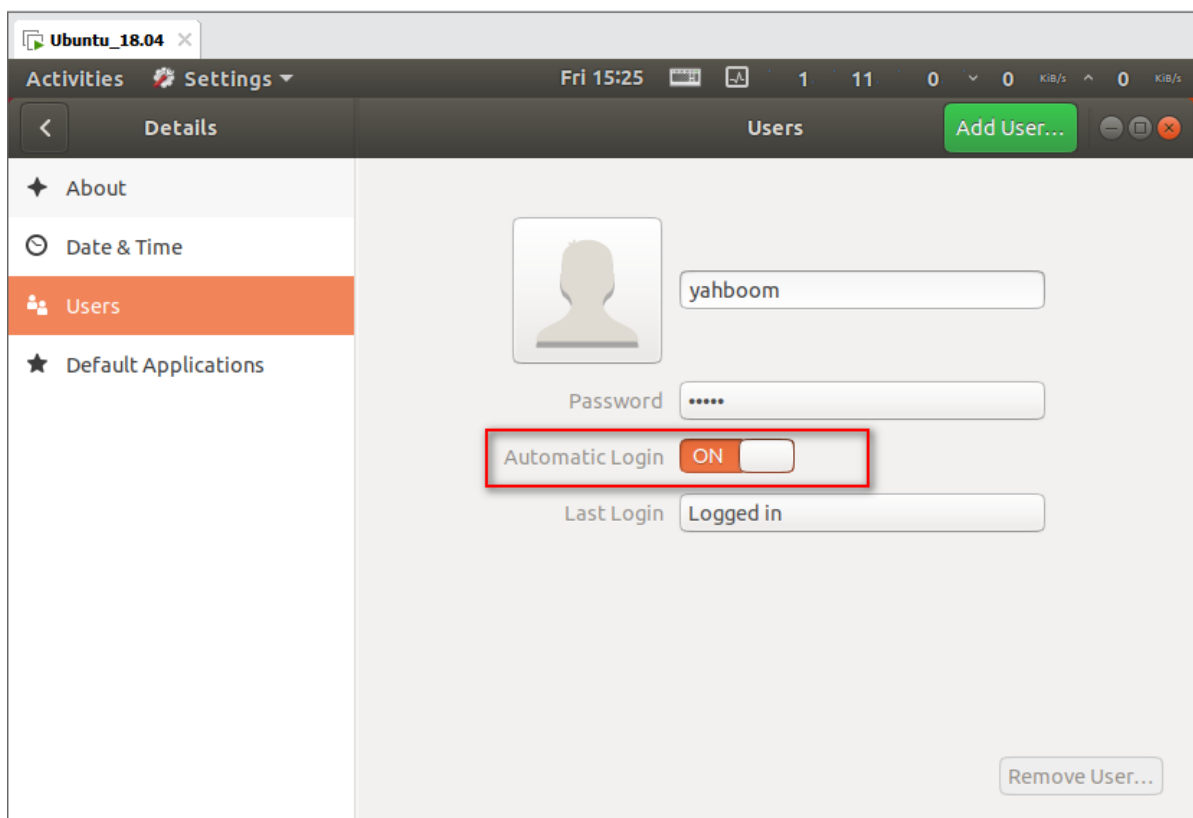 Ubuntu_18.04
Activities Settings Fri 15:25 1 11 0 0 KiB/s 0 KiB/s
Details Users Add User...
About
Date & Time
Users
Default Applications
yahboom
Password •••••
Automatic Login ON
Last Login Logged in
Remove User...